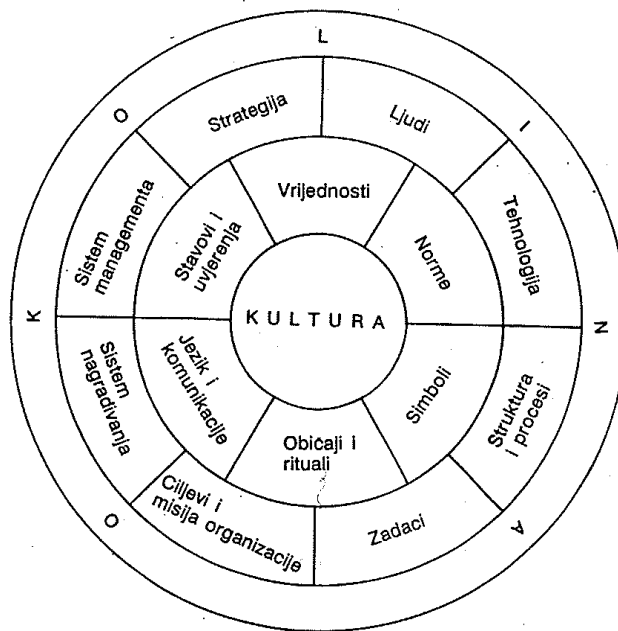 O K O L I N A
Strategija
Ljudi
Tehnologija
Struktura
i procesi
Zadaci
Ciljevi i
misija organizacije
Sistem
nagrađivanja
Sistem
managementa
Vrijednosti
Norme
Simboli
Običaji i
rituali
Jezik i
komunikacije
Stavovi i
uvjerenja
KULTURA